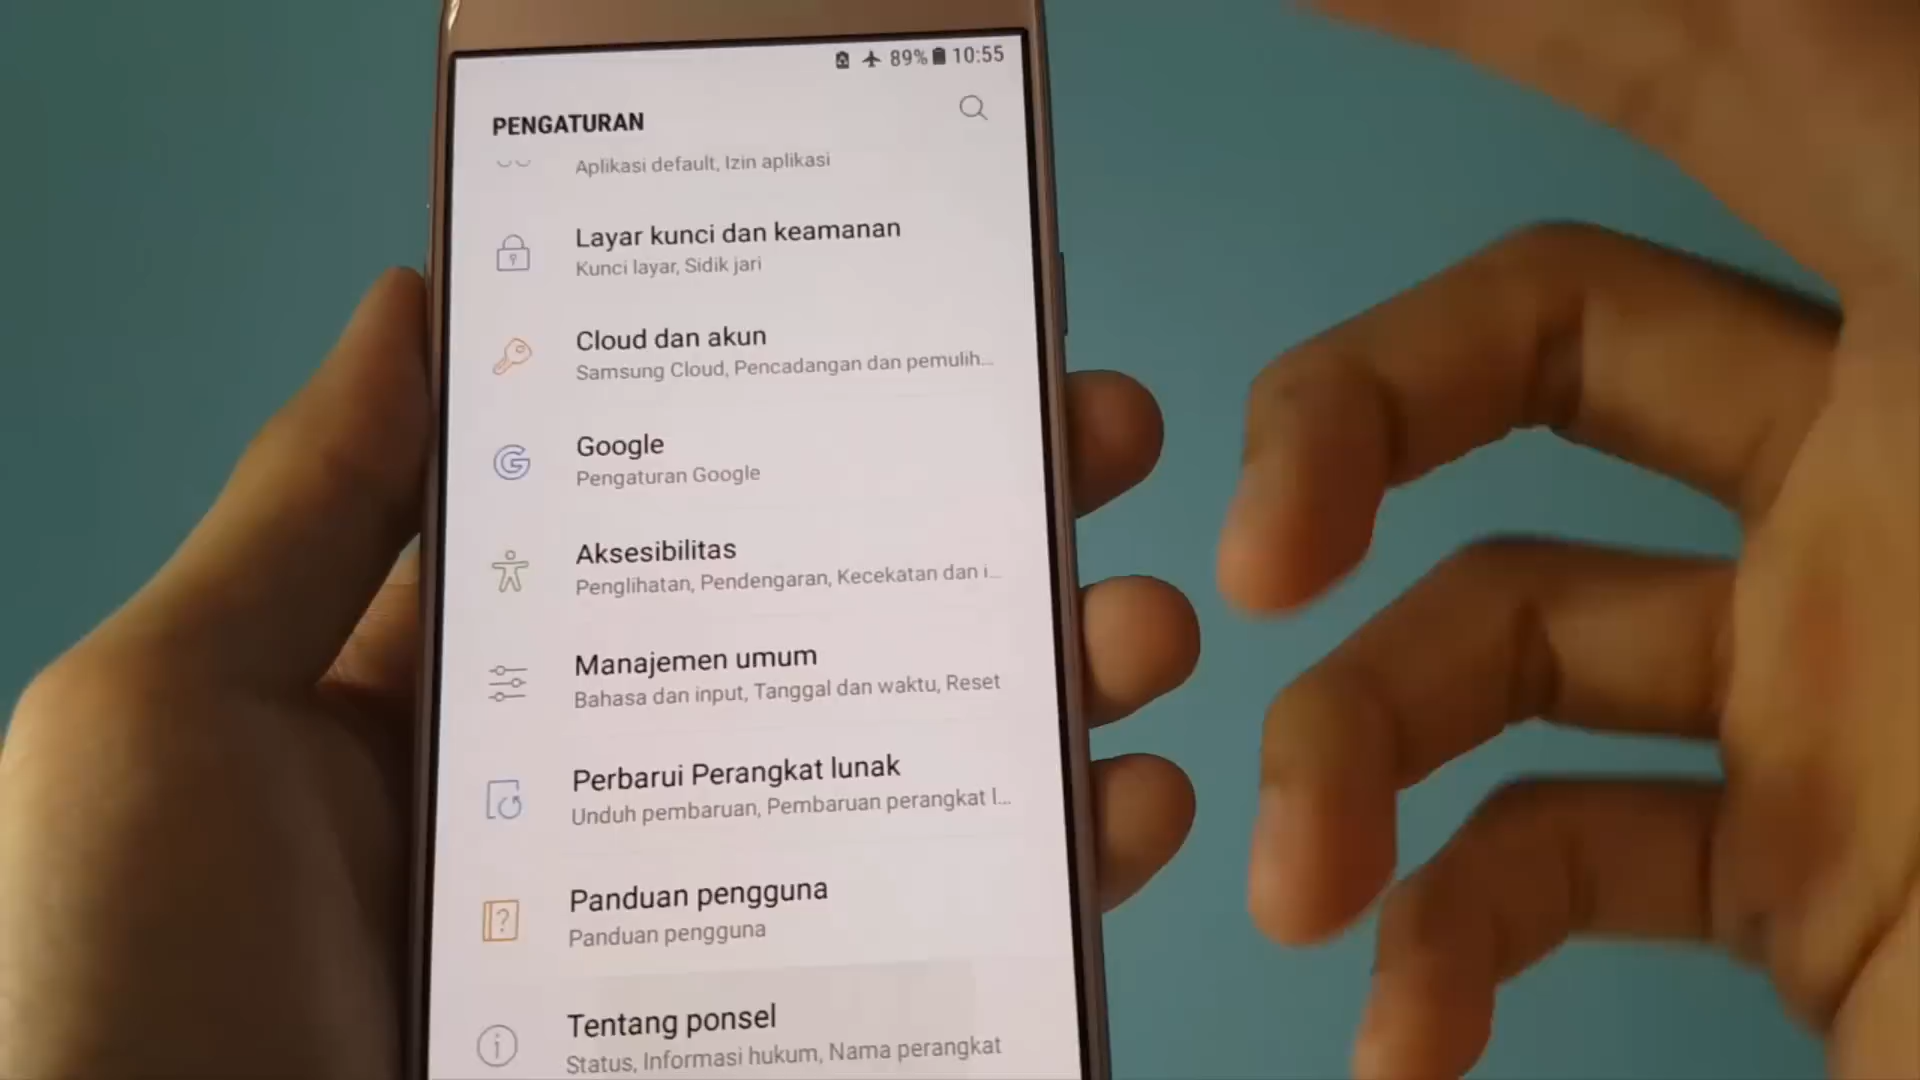 89% 10:55
PENGATURAN
Aplikasi default, Izin aplikasi
Layar kunci dan keamanan
Kunci layar, Sidik jari
Cloud dan akun
Samsung Cloud, Pencadangan dan pemulih...
Google
Pengaturan Google
Aksesibilitas
Penglihatan, Pendengaran, Kecekatan dan i...
Manajemen umum
Bahasa dan input, Tanggal dan waktu, Reset
Perbarui Perangkat lunak
Unduh pembaruan, Pembaruan perangkat l...
Panduan pengguna
Panduan pengguna
Tentang ponsel
Status, Informasi hukum, Nama perangkat